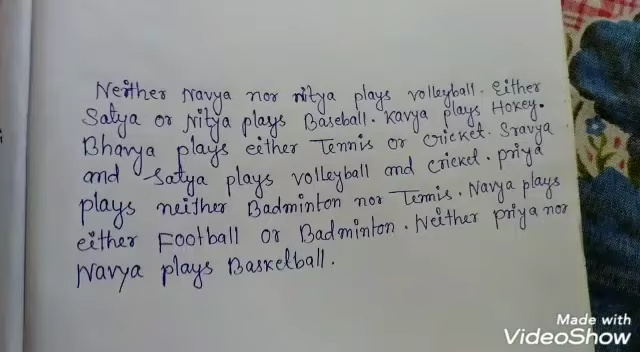 Neither Navya nor Nitya plays volleyball. Either
Satya or Nitya plays Baseball. Kavya plays Hokey.
Bhavya plays either Tennis or Cricket. Sravya
and Satya plays volleyball and cricket. priya
plays neither Badminton nor Tennis. Navya plays
either Football or Badminton. Neither priya nor
Navya plays Basketball.
Made with
VideoShow